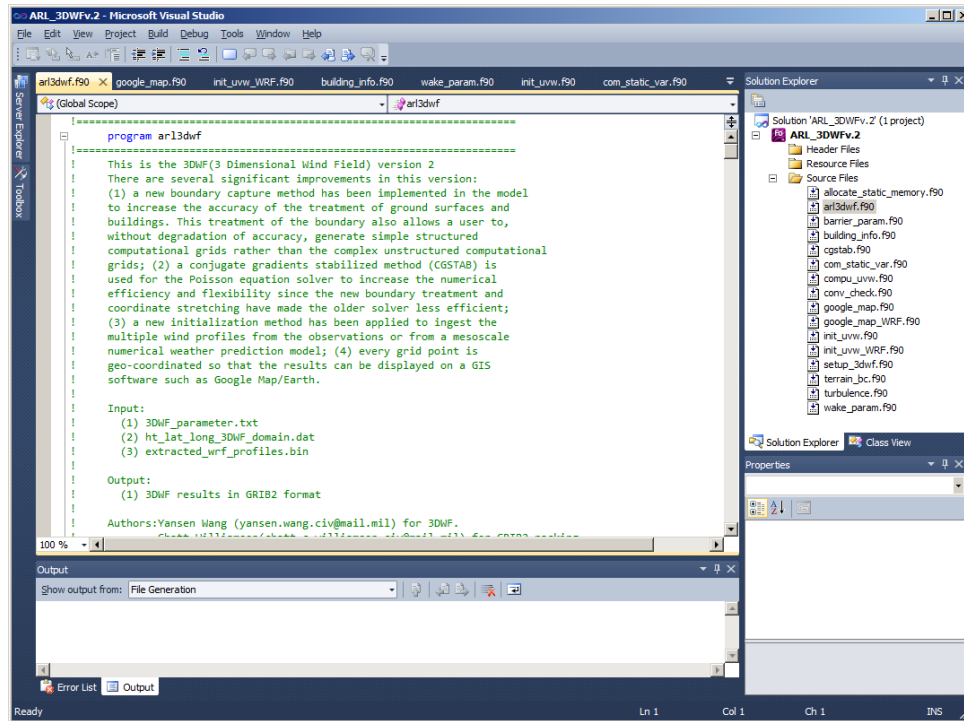 ARL_3DWFv.2 - Microsoft Visual Studio
File Edit View Project Build Debug Tools Window Help
arl3dwf.f90 google_map.f90 init_uvw_WRF.f90 building_info.f90 wake_param.f90 init_uvw.f90 com_static_var.f90
Server Explorer
Toolbox
(Global Scope) arl3dwf
!===================================================================
program arl3dwf
!===================================================================
! This is the 3DWF(3 Dimensional Wind Field) version 2
! There are several significant improvements in this version:
! (1) a new boundary capture method has been implemented in the model
! to increase the accuracy of the treatment of ground surfaces and
! buildings. This treatment of the boundary also allows a user to,
! without degradation of accuracy, generate simple structured
! computational grids rather than the complex unstructured computational
! grids; (2) a conjugate gradients stabilized method (CGSTAB) is
! used for the Poisson equation solver to increase the numerical
! efficiency and flexibility since the new boundary treatment and
! coordinate stretching have made the older solver less efficient;
! (3) a new initialization method has been applied to ingest the
! multiple wind profiles from the observations or from a mesoscale
! numerical weather prediction model; (4) every grid point is
! geo-coordinated so that the results can be displayed on a GIS
! software such as Google Map/Earth.
!
! Input:
! (1) 3DWF_parameter.txt
! (2) ht_lat_long_3DWF_domain.dat
! (3) extracted_wrf_profiles.bin
!
! Output:
! (1) 3DWF results in GRIB2 format
!
! Authors:Yansen Wang (yansen.wang.civ@mail.mil) for 3DWF.
100 %
Solution Explorer
Solution 'ARL_3DWFv.2' (1 project)
ARL_3DWFv.2
Header Files
Resource Files
Source Files
allocate_static_memory.f90
arl3dwf.f90
barrier_param.f90
building_info.f90
cgstab.f90
com_static_var.f90
compu_uvw.f90
conv_check.f90
google_map.f90
google_map_WRF.f90
init_uvw.f90
init_uvw_WRF.f90
setup_3dwf.f90
terrain_bc.f90
turbulence.f90
wake_param.f90
Solution Explorer Class View
Properties
Output
Show output from: File Generation
Error List Output
Ready Ln 1 Col 1 Ch 1 INS